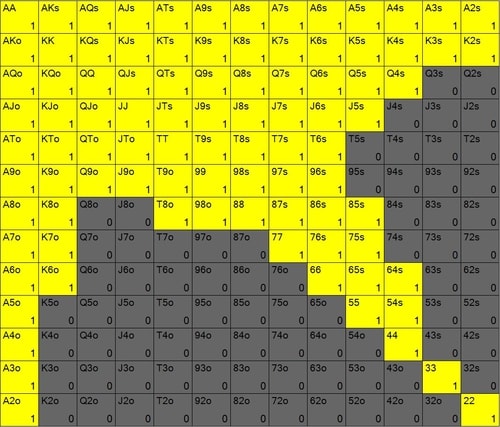 AA AKs AQs AJs ATs A9s A8s A7s A6s A5s A4s A3s A2s
1 1 1 1 1 1 1 1 1 1 1 1 1
AKo KK KQs KJs KTs K9s K8s K7s K6s K5s K4s K3s K2s
1 1 1 1 1 1 1 1 1 1 1 1 1
AQo KQo QQ QJs QTs Q9s Q8s Q7s Q6s Q5s Q4s Q3s Q2s
1 1 1 1 1 1 1 1 1 1 1 0 0
AJo KJo QJo JJ JTs J9s J8s J7s J6s J5s J4s J3s J2s
1 1 1 1 1 1 1 1 1 1 0 0 0
ATo KTo QTo JTo TT T9s T8s T7s T6s T5s T4s T3s T2s
1 1 1 1 1 1 1 1 1 0 0 0 0
A9o K9o Q9o J9o T9o 99 98s 97s 96s 95s 94s 93s 92s
1 1 1 1 1 1 1 1 1 0 0 0 0
A8o K8o Q8o J8o T8o 98o 88 87s 86s 85s 84s 83s 82s
1 1 0 0 1 1 1 1 1 1 0 0 0
A7o K7o Q7o J7o T7o 97o 87o 77 76s 75s 74s 73s 72s
1 1 0 0 0 0 0 1 1 1 0 0 0
A6o K6o Q6o J6o T6o 96o 86o 76o 66 65s 64s 63s 62s
1 1 0 0 0 0 0 0 1 1 1 0 0
A5o K5o Q5o J5o T5o 95o 85o 75o 65o 55 54s 53s 52s
1 0 0 0 0 0 0 0 0 1 1 0 0
A4o K4o Q4o J4o T4o 94o 84o 74o 64o 54o 44 43s 42s
1 0 0 0 0 0 0 0 0 0 1 0 0
A3o K3o Q3o J3o T3o 93o 83o 73o 63o 53o 43o 33 32s
1 0 0 0 0 0 0 0 0 0 0 1 0
A2o K2o Q2o J2o T2o 92o 82o 72o 62o 52o 42o 32o 22
1 0 0 0 0 0 0 0 0 0 0 0 1